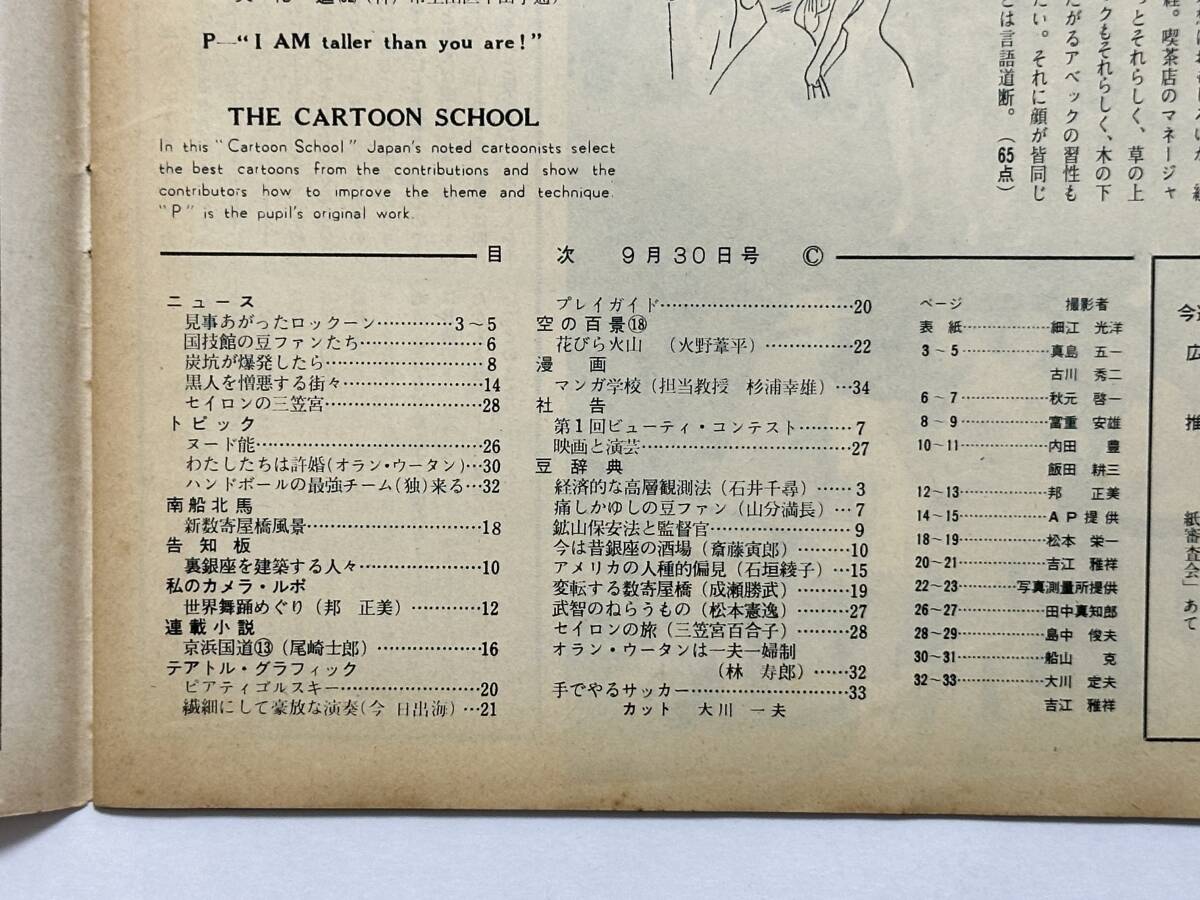 P—“I AM taller than you are!”
THE CARTOON SCHOOL
In this "Cartoon School" Japan's noted cartoonists select
the best cartoons from the contributions and show the
contributors how to improve the theme and technique.
"P" is the pupil's original work.
経。喫茶店のマネージャ
っとそれらしく、草の上
クもそれらしく、木の下
たがるアベックの習性も
たい。それに顔が皆同じ
とは言語道断。(65点)
目次 9月30日号 ©
ニュース
見事あがったロックーン…………3～5
国技館の豆ファンたち……………6
炭坑が爆発したら…………………8
黒人を憎悪する街々………………14
セイロンの三笠宮…………………28
トピック
ヌード能……………………………26
わたしたちは許婚(オラン・ウータン)…30
ハンドボールの最強チーム(独)来る…32
南船北馬
新数寄屋橋風景……………………18
告知板
裏銀座を建築する人々……………10
私のカメラ・ルポ
世界舞踊めぐり(邦 正美)…………12
連載小説
京浜国道⑬(尾崎士郎)……………16
テアトル・グラフィック
ピアティゴルスキー………………20
繊細にして豪放な演奏(今 日出海)…21
プレイガイド………………………20
空の百景⑱
花びら火山 (火野葦平)……………22
漫画
マンガ学校(担当教授 杉浦幸雄)…34
社告
第1回ビューティ・コンテスト………7
映画と演芸…………………………27
豆辞典
経済的な高層観測法(石井千尋)……3
痛しかゆしの豆ファン(山分満長)…7
鉱山保安法と監督官………………9
今は昔銀座の酒場(斎藤寅郎)………10
アメリカの人種的偏見(石垣綾子)…15
変転する数寄屋橋(成瀬勝武)………19
武智のねらうもの(松本憲逸)………27
セイロンの旅(三笠宮百合子)………28
オラン・ウータンは一夫一婦制
(林 寿郎)……32
手でやるサッカー…………………33
カット 大川一夫
ページ 撮影者
表紙……………細江 光洋
3～5……………真島 五一
古川 秀二
6～7……………秋元 啓一
8～9……………富重 安雄
10～11…………内田 豊
飯田 耕三
12～13…………邦 正美
14～15…………AP提供
18～19…………松本 栄一
20～21…………吉江 雅祥
22～23………写真測量所提供
26～27…………田中真知郎
28～29…………島中 俊夫
30～31…………船山 克
32～33…………大川 定夫
吉江 雅祥
広
推
紙審査会」あて